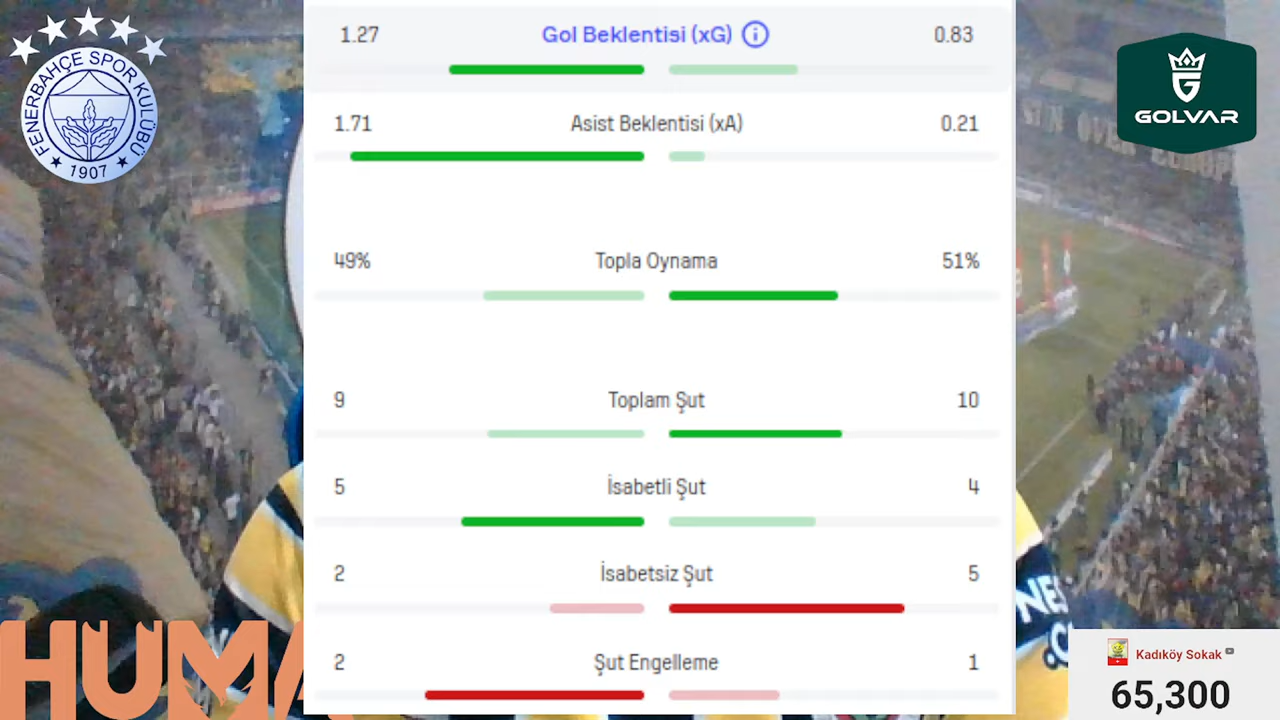 FENERBAHÇE SPOR KULÜBÜ
1907
1.27 Gol Beklentisi (xG) 0.83
1.71 Asist Beklentisi (xA) 0.21
49% Topla Oynama 51%
9 Toplam Şut 10
5 İsabetli Şut 4
2 İsabetsiz Şut 5
2 Şut Engelleme 1
GOLVAR
HUMA
Kadıköy Sokak
65,300